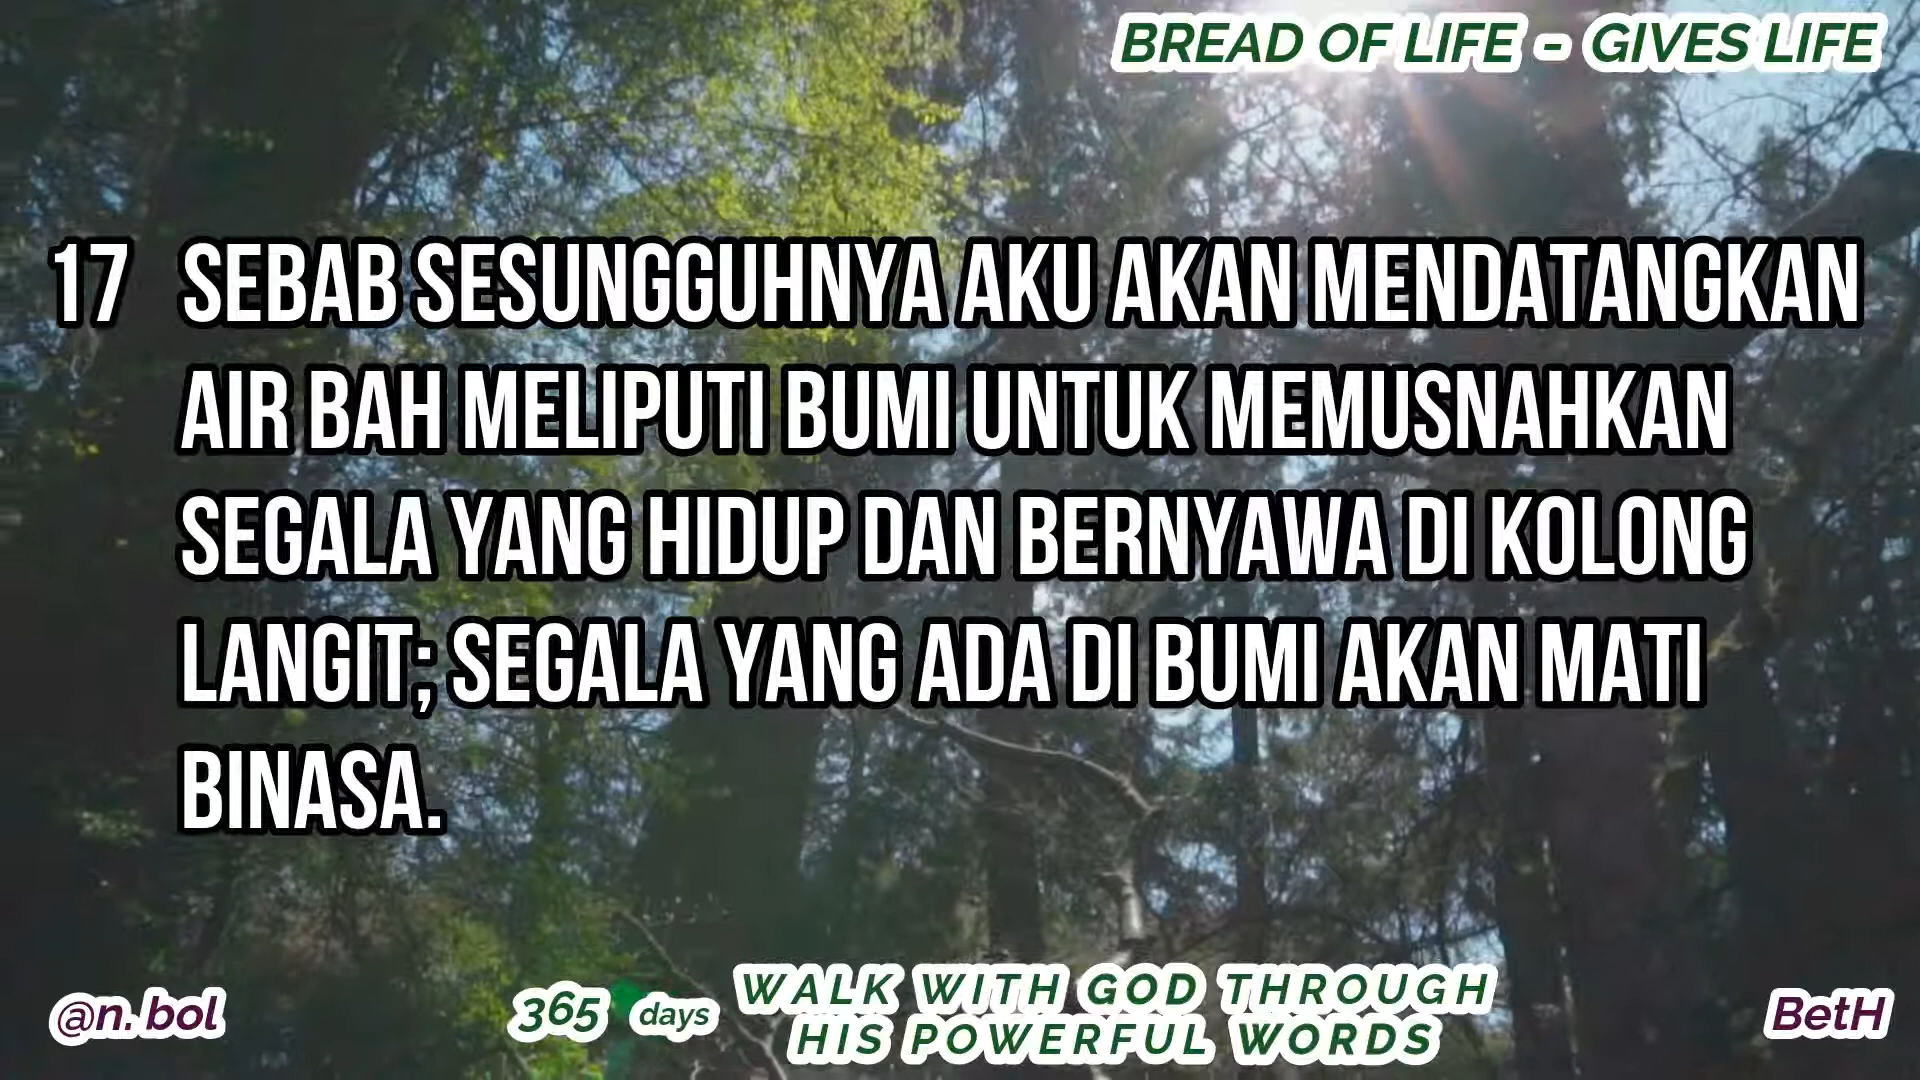 BREAD OF LIFE - GIVES LIFE
17 SEBAB SESUNGGUHNYA AKU AKAN MENDATANGKAN
AIR BAH MELIPUTI BUMI UNTUK MEMUSNAHKAN
SEGALA YANG HIDUP DAN BERNYAWA DI KOLONG
LANGIT; SEGALA YANG ADA DI BUMI AKAN MATI
BINASA.
@n.bol
365 days
WALK WITH GOD THROUGH
HIS POWERFUL WORDS
BetH